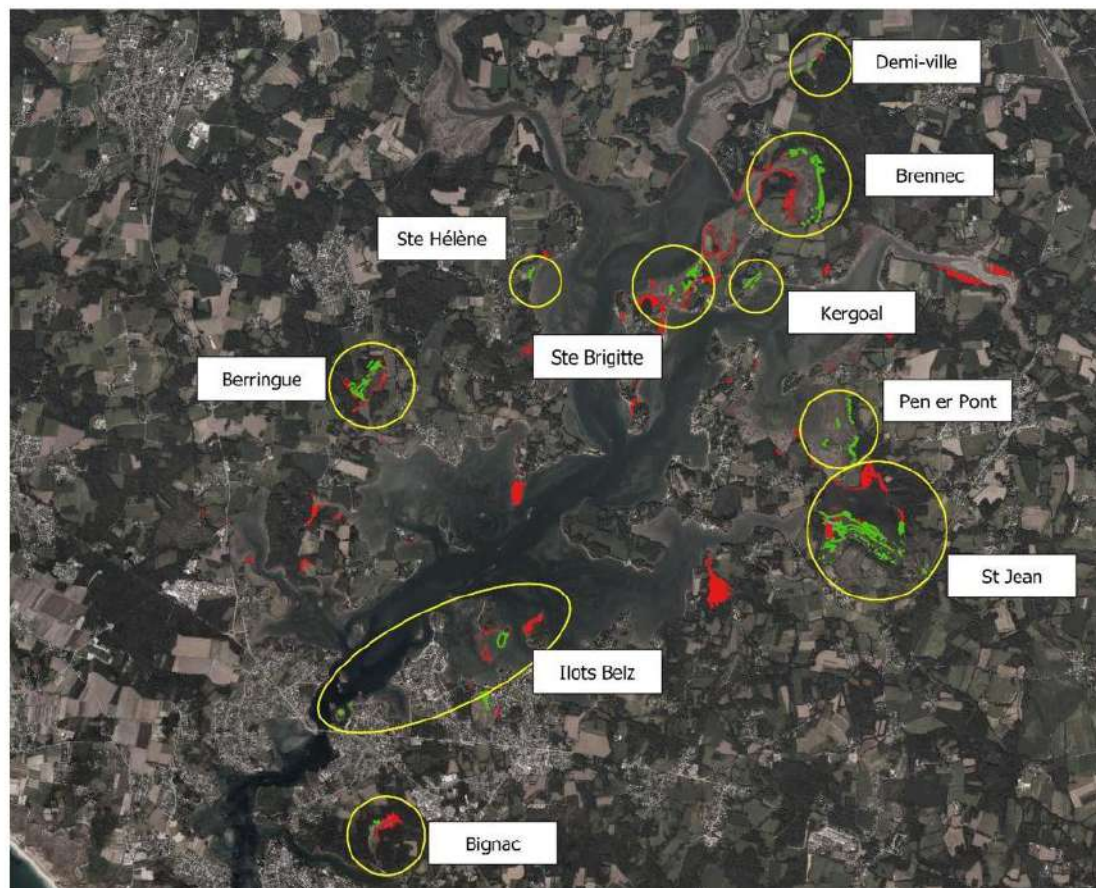 Demi-ville
Brennec
Ste Hélène
Kergoal
Ste Brigitte
Berringue
Pen er Pont
St Jean
Ilots Belz
Bignac